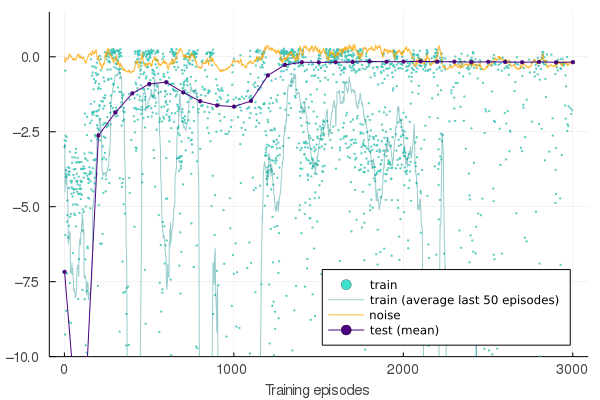 0.0
−2.5
−5.0
−7.5
−10.0
0
1000
2000
3000
Training episodes
train
train (average last 50 episodes)
noise
test (mean)